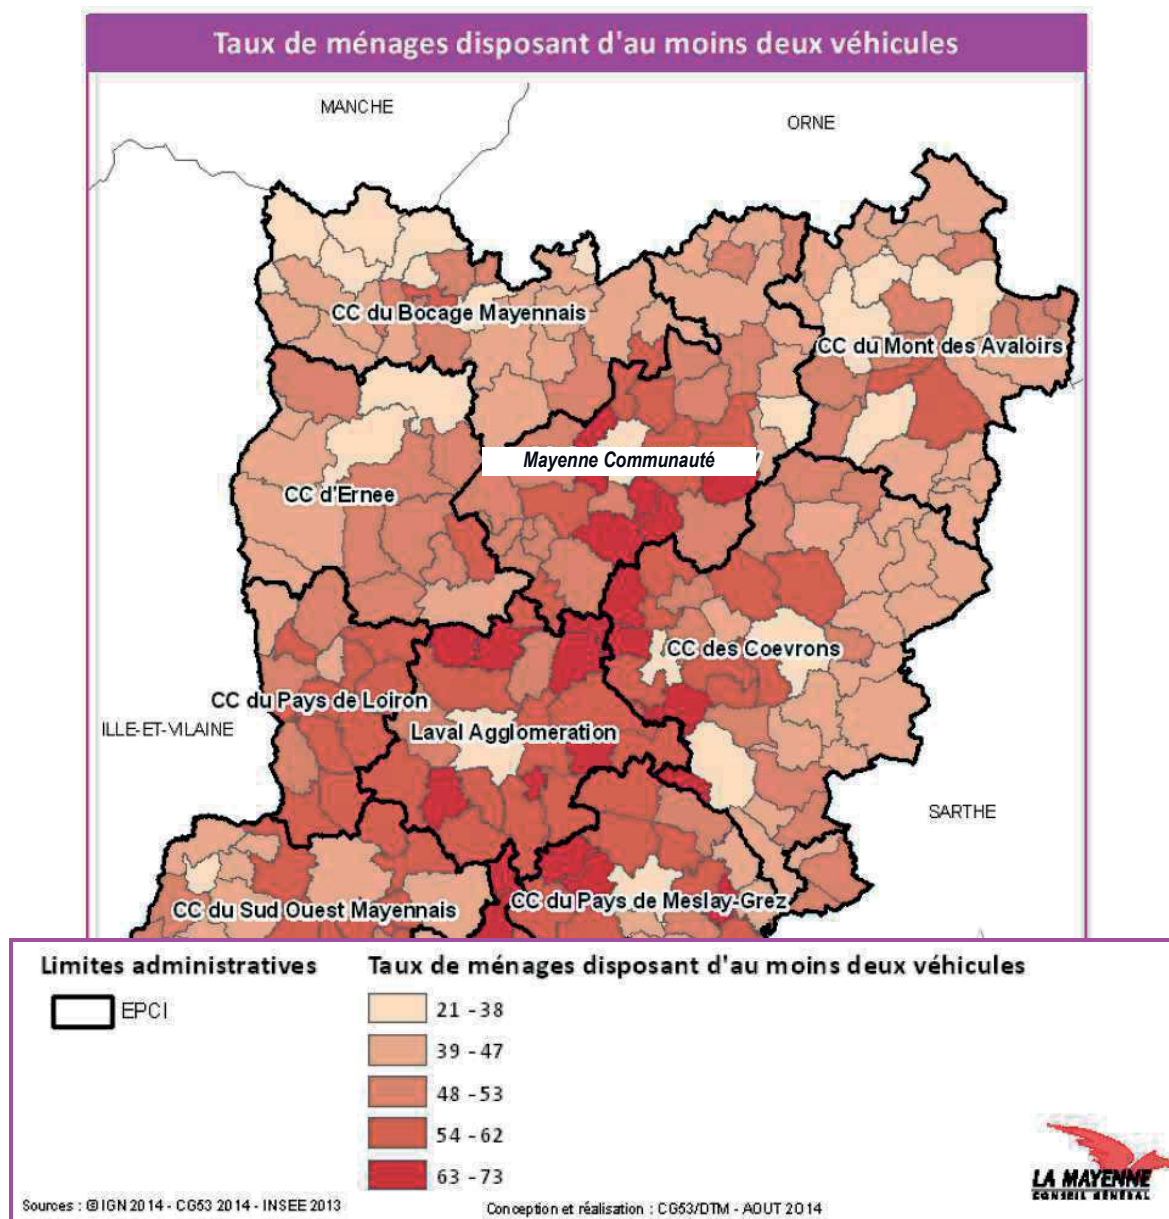 Taux de ménages disposant d'au moins deux véhicules
MANCHE
ORNE
CC du Bocage Mayennais
CC du Mont des Avaloirs
Mayenne Communauté
CC d'Ernee
CC des Coevrons
CC du Pays de Loiron
ILLE-ET-VILAINE
Laval Agglomeration
SARTHE
CC du Pays de Meslay-Grez
CC du Sud Ouest Mayennais
Limites administratives
EPCI
Taux de ménages disposant d'au moins deux véhicules
21 - 38
39 - 47
48 - 53
54 - 62
63 - 73
LA MAYENNE
CONSEIL GÉNÉRAL
Sources : © IGN 2014 - CG53 2014 - INSEE 2013
Conception et réalisation : CG53/DTM - AOUT 2014